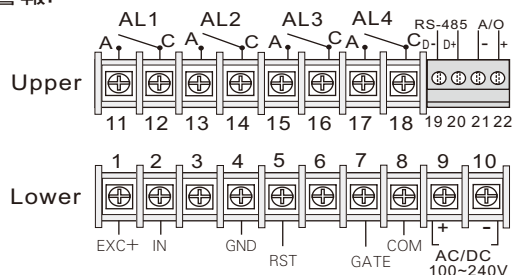 AL1 AL2 AL3 AL4 RS-485 A/O
A C A C A C A C D- D+ - +
Upper
11 12 13 14 15 16 17 18 19 20 21 22
1 2 3 4 5 6 7 8 9 10
Lower
EXC+ IN GND RST GATE COM + -
AC/DC
100~240V